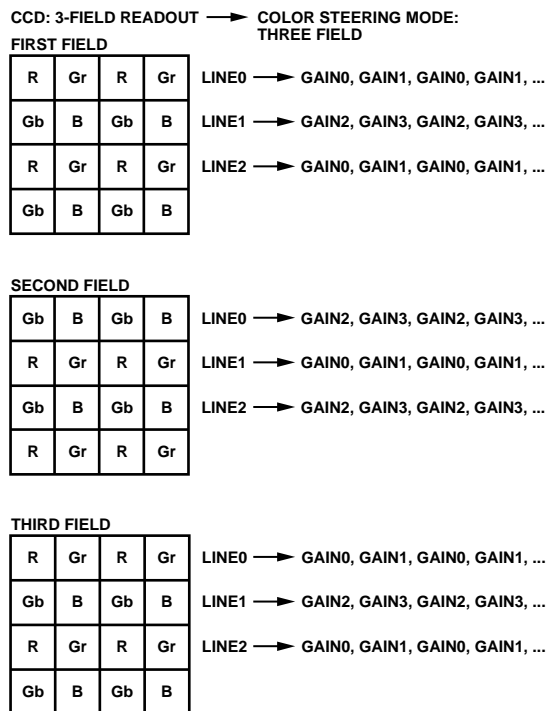 CCD: 3-FIELD READOUT → COLOR STEERING MODE:
THREE FIELD
FIRST FIELD
R Gr R Gr LINE0 → GAIN0, GAIN1, GAIN0, GAIN1, ...
Gb B Gb B LINE1 → GAIN2, GAIN3, GAIN2, GAIN3, ...
R Gr R Gr LINE2 → GAIN0, GAIN1, GAIN0, GAIN1, ...
Gb B Gb B
SECOND FIELD
Gb B Gb B LINE0 → GAIN2, GAIN3, GAIN2, GAIN3, ...
R Gr R Gr LINE1 → GAIN0, GAIN1, GAIN0, GAIN1, ...
Gb B Gb B LINE2 → GAIN2, GAIN3, GAIN2, GAIN3, ...
R Gr R Gr
THIRD FIELD
R Gr R Gr LINE0 → GAIN0, GAIN1, GAIN0, GAIN1, ...
Gb B Gb B LINE1 → GAIN2, GAIN3, GAIN2, GAIN3, ...
R Gr R Gr LINE2 → GAIN0, GAIN1, GAIN0, GAIN1, ...
Gb B Gb B